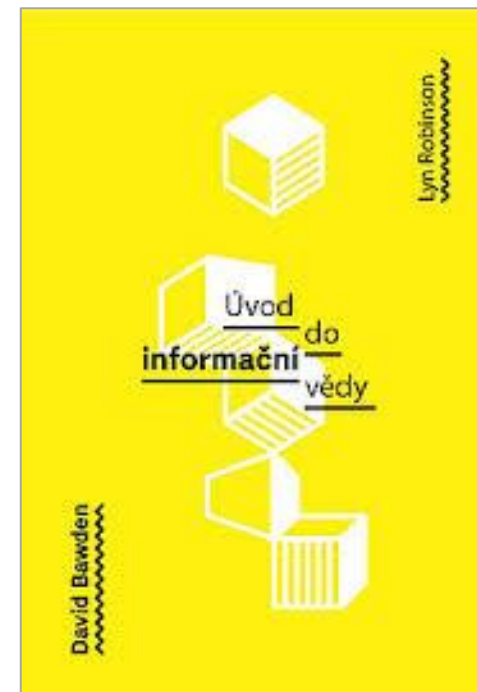 Lyn Robinson
Úvod
do
informační
vědy
David Bawden